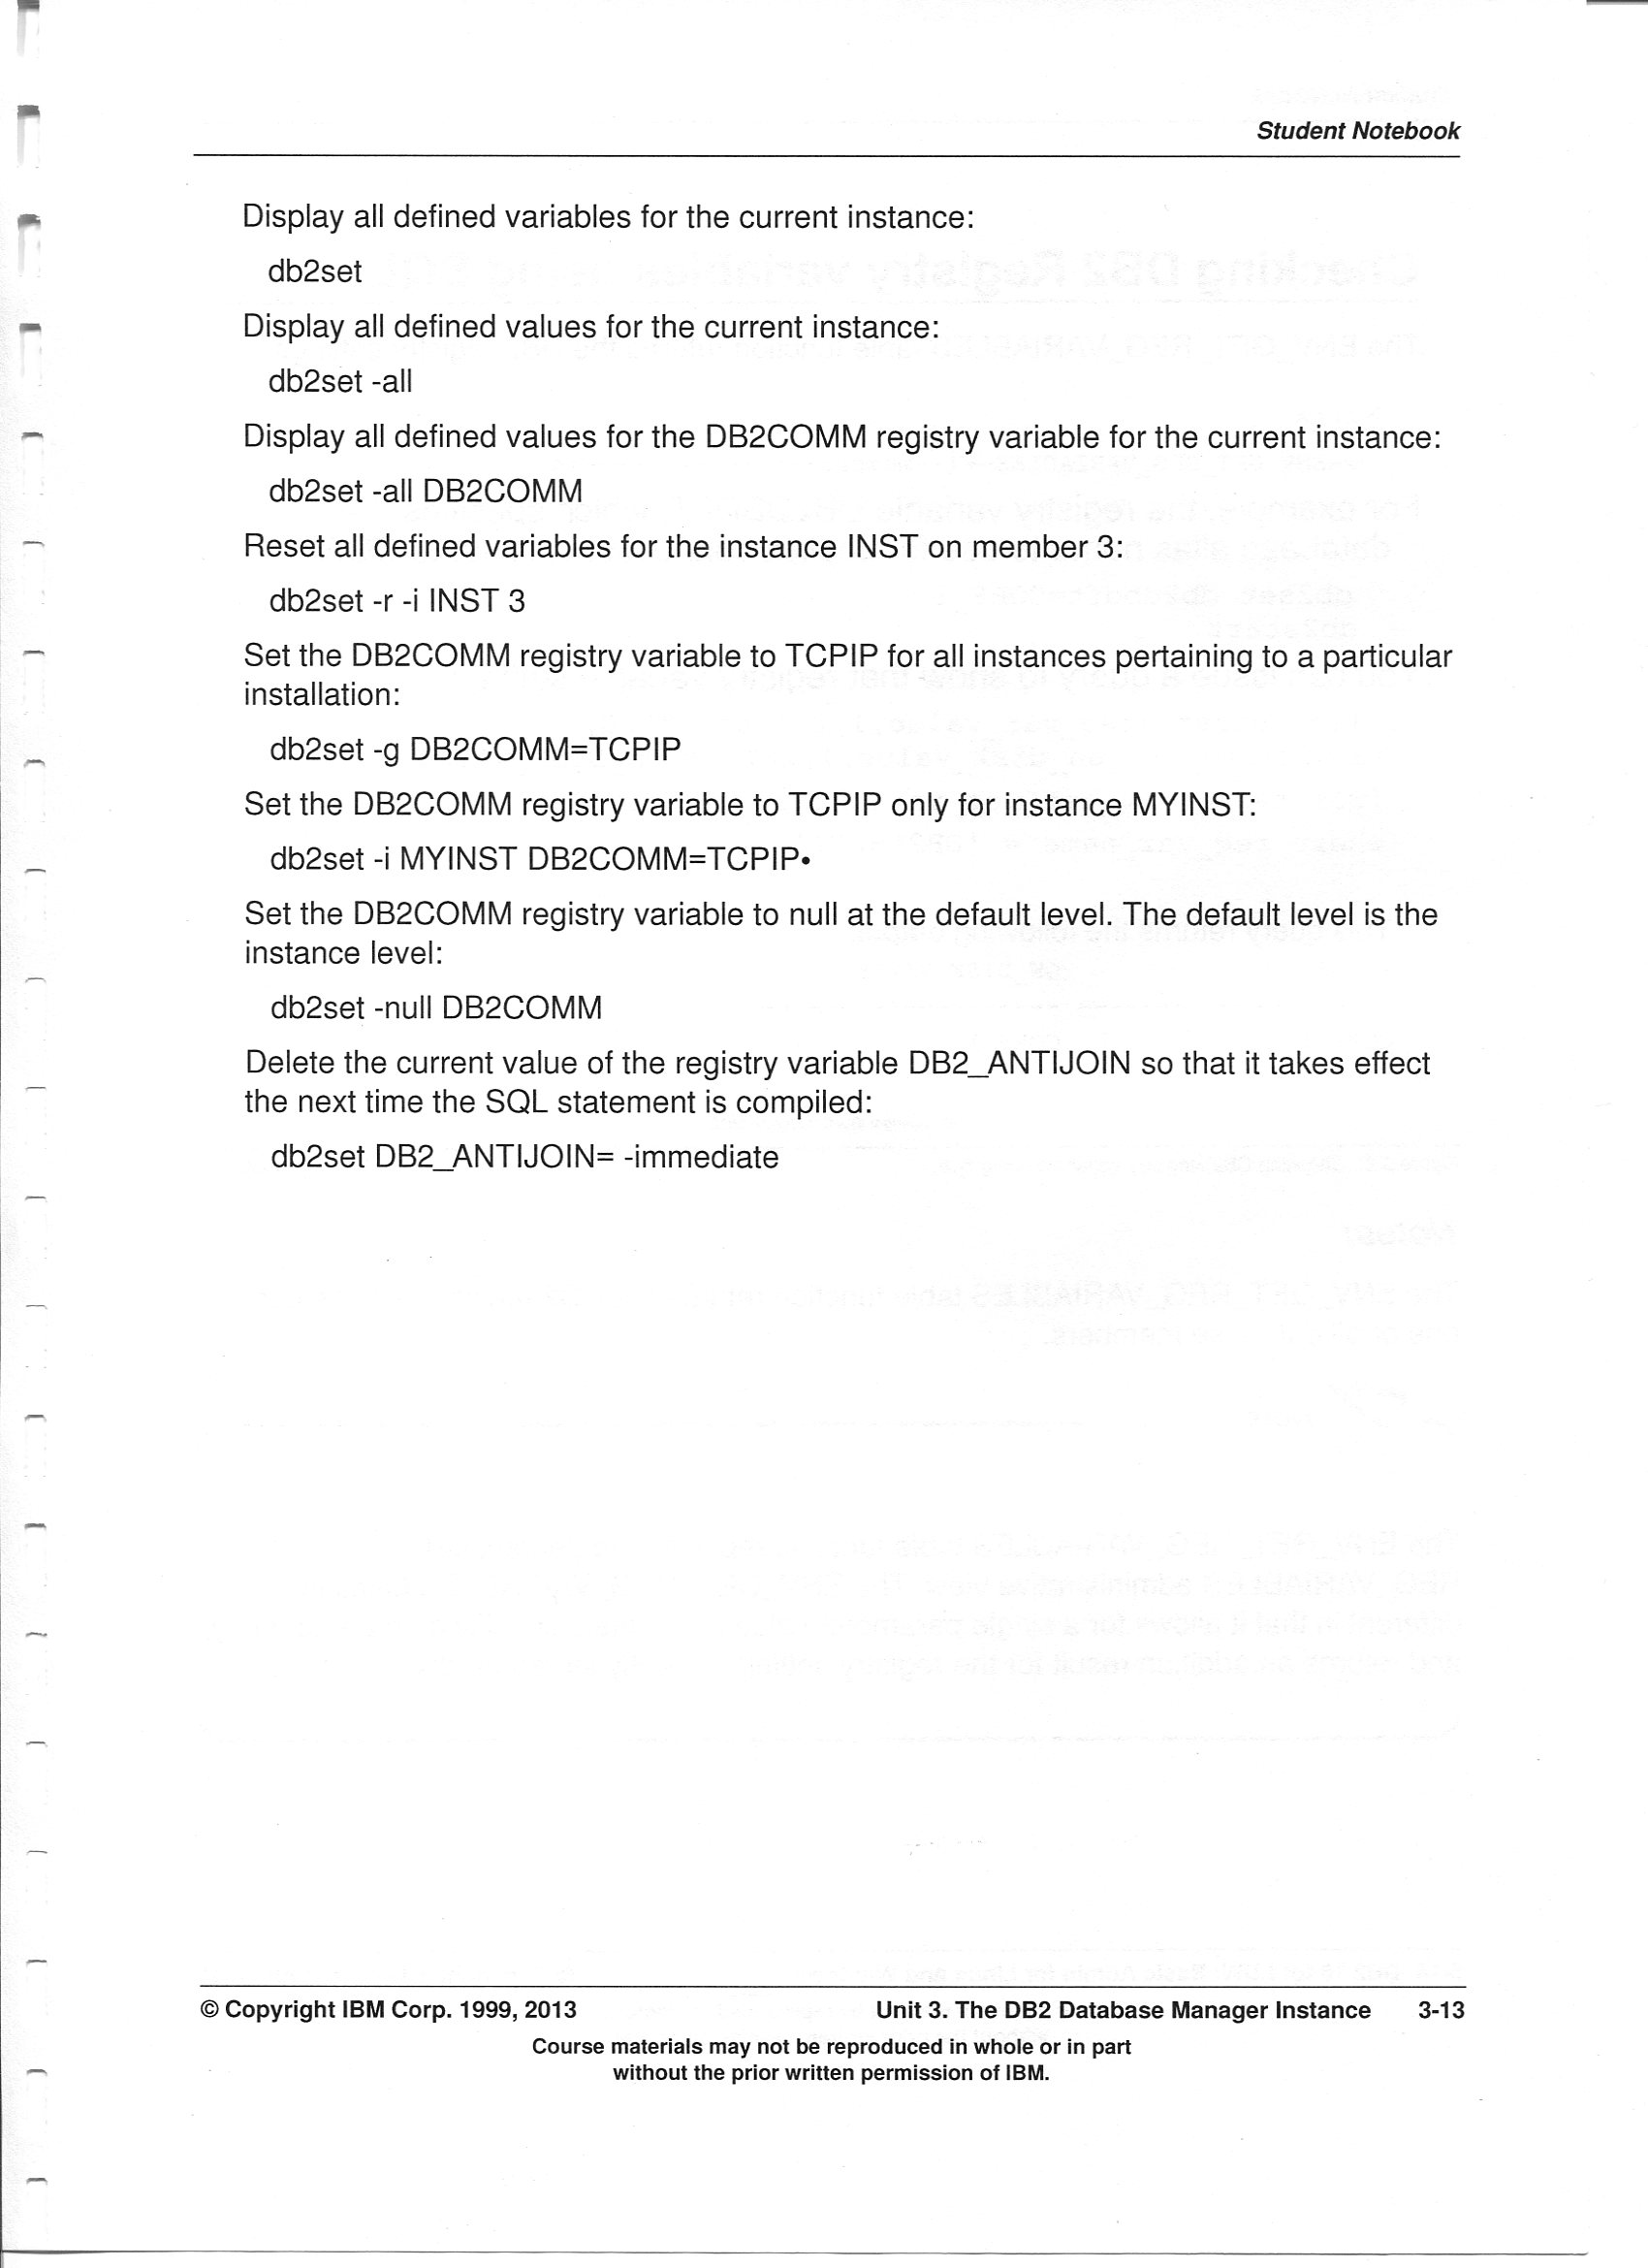 Student Notebook
Display all defined variables for the current instance:
db2set
Display all defined values for the current instance:
db2set -all
Display all defined values for the DB2COMM registry variable for the current instance:
db2set -all DB2COMM
Reset all defined variables for the instance INST on member 3:
db2set -r -i INST 3
Set the DB2COMM registry variable to TCPIP for all instances pertaining to a particular
installation:
db2set -g DB2COMM=TCPIP
Set the DB2COMM registry variable to TCPIP only for instance MYINST:
db2set -i MYINST DB2COMM=TCPIP•
Set the DB2COMM registry variable to null at the default level. The default level is the
instance level:
db2set -null DB2COMM
Delete the current value of the registry variable DB2_ANTIJOIN so that it takes effect
the next time the SQL statement is compiled:
db2set DB2_ANTIJOIN= -immediate
© Copyright IBM Corp. 1999, 2013 Unit 3. The DB2 Database Manager Instance 3-13
Course materials may not be reproduced in whole or in part
without the prior written permission of IBM.